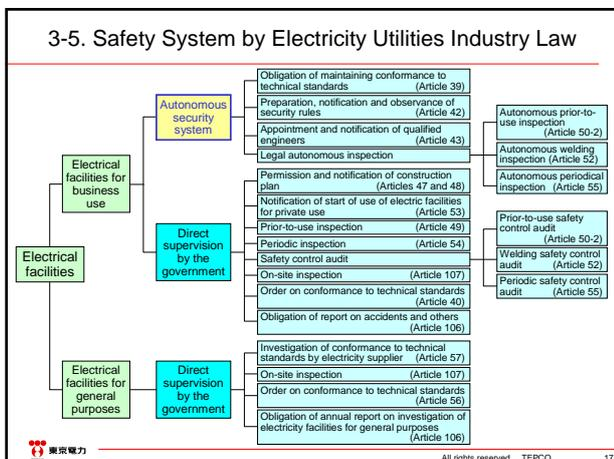 3-5. Safety System by Electricity Utilities Industry Law
Electrical
facilities
Electrical
facilities for
business
use
Autonomous
security
system
Obligation of maintaining conformance to
technical standards (Article 39)
Preparation, notification and observance of
security rules (Article 42)
Appointment and notification of qualified
engineers (Article 43)
Legal autonomous inspection
Autonomous prior-to-
use inspection
(Article 50-2)
Autonomous welding
inspection (Article 52)
Autonomous periodical
inspection (Article 55)
Direct
supervision
by the
government
Permission and notification of construction
plan (Articles 47 and 48)
Notification of start of use of electric facilities
for private use (Article 53)
Prior-to-use inspection (Article 49)
Periodic inspection (Article 54)
Safety control audit
Prior-to-use safety
control audit
(Article 50-2)
Welding safety control
audit (Article 52)
Periodic safety control
audit (Article 55)
On-site inspection (Article 107)
Order on conformance to technical standards
(Article 40)
Obligation of report on accidents and others
(Article 106)
Electrical
facilities for
general
purposes
Direct
supervision
by the
government
Investigation of conformance to technical
standards by electricity supplier (Article 57)
On-site inspection (Article 107)
Order on conformance to technical standards
(Article 56)
Obligation of annual report on investigation of
electricity facilities for general purposes
(Article 106)
東京電力
All rights reserved TEPCO 17